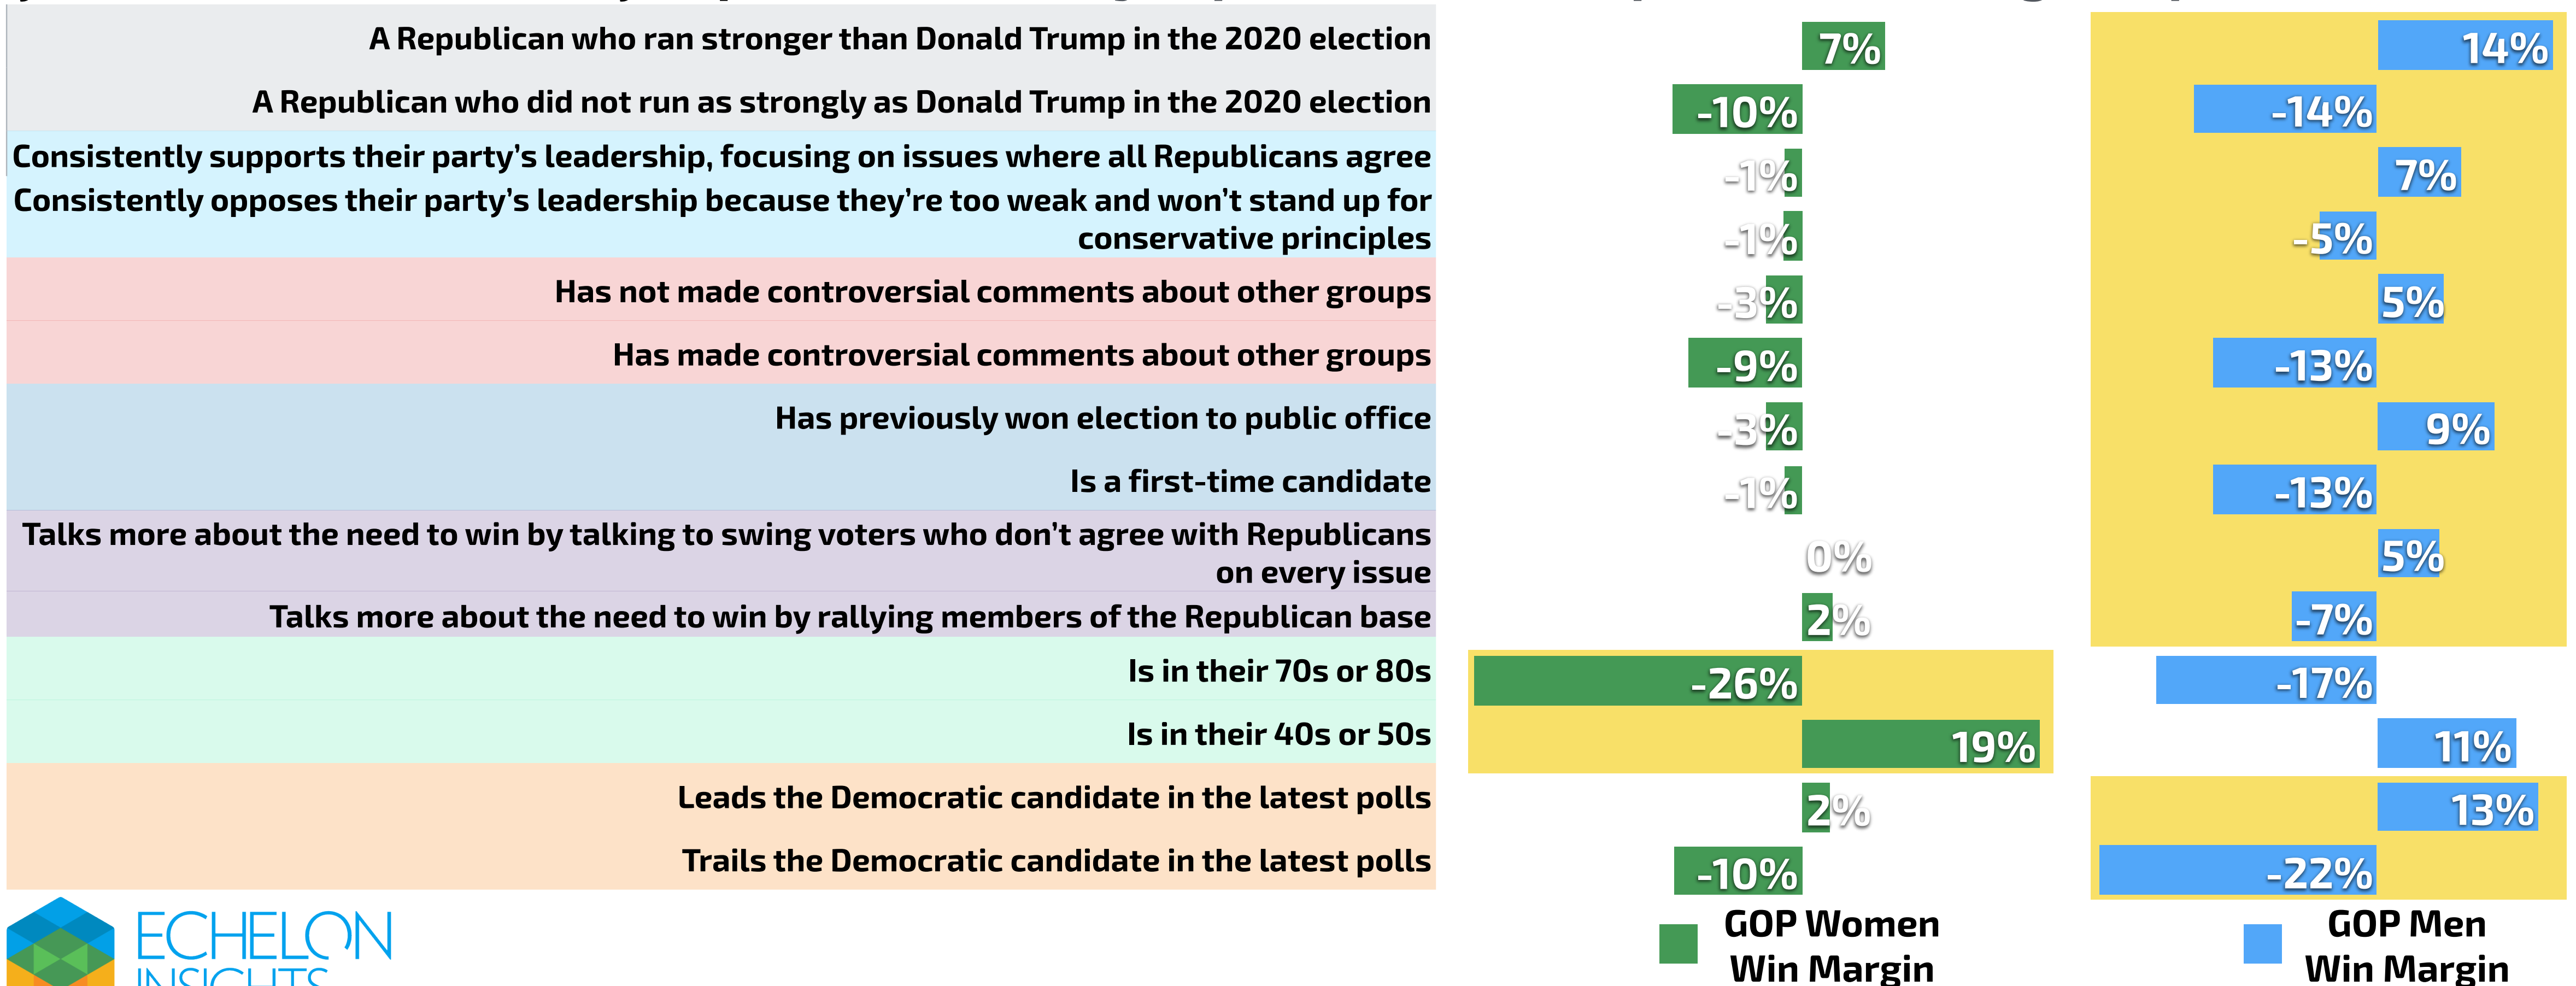 A Republican who ran stronger than Donald Trump in the 2020 election
7%
14%
A Republican who did not run as strongly as Donald Trump in the 2020 election
-10%
-14%
Consistently supports their party's leadership, focusing on issues where all Republicans agree
-1%
7%
Consistently opposes their party's leadership because they're too weak and won't stand up for
conservative principles
-1%
-5%
Has not made controversial comments about other groups
-3%
5%
Has made controversial comments about other groups
-9%
-13%
Has previously won election to public office
-3%
9%
Is a first-time candidate
-1%
-13%
Talks more about the need to win by talking to swing voters who don't agree with Republicans
on every issue
0%
5%
Talks more about the need to win by rallying members of the Republican base
2%
-7%
Is in their 70s or 80s
-26%
-17%
Is in their 40s or 50s
19%
11%
Leads the Democratic candidate in the latest polls
2%
13%
Trails the Democratic candidate in the latest polls
-10%
-22%
ECHELON
INSIGHTS
GOP Women
Win Margin
GOP Men
Win Margin